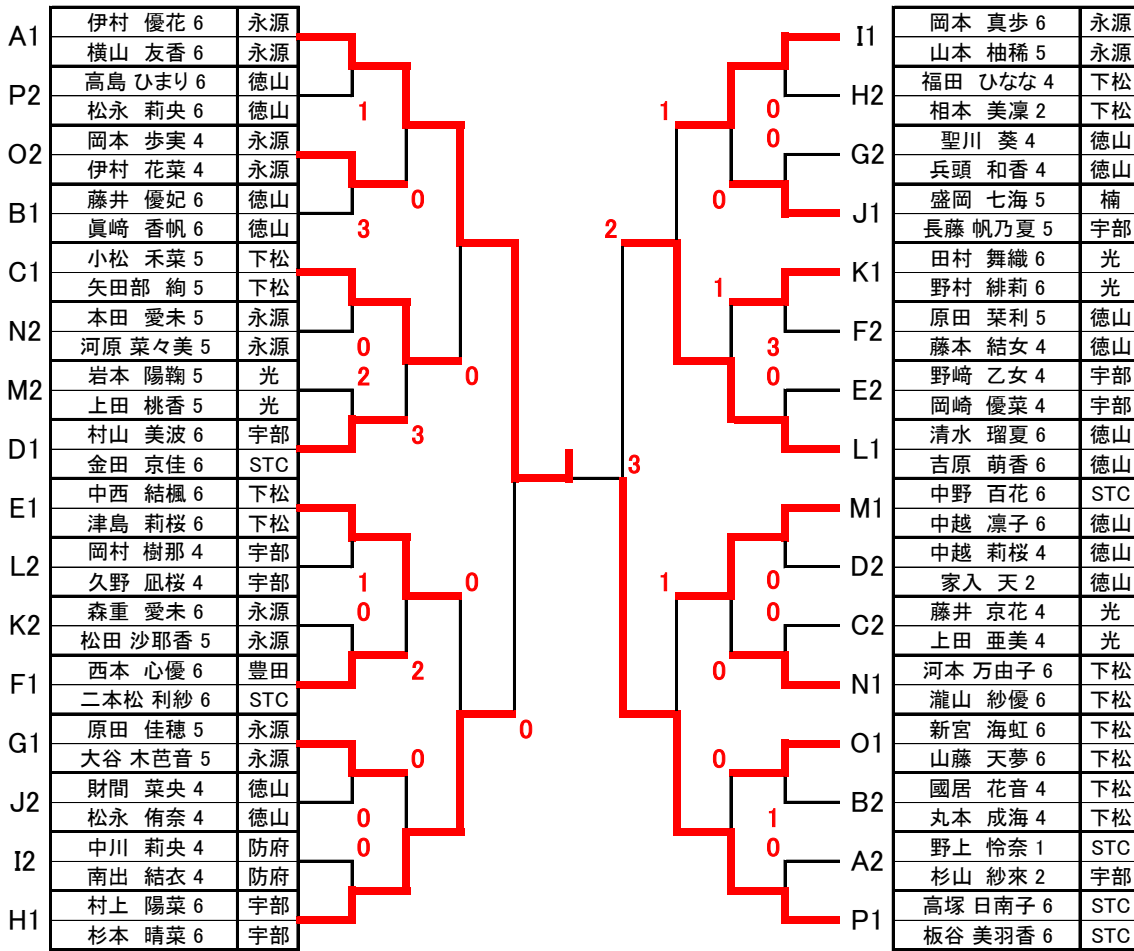 A1 伊村 優花 6 永源
横山 友香 6 永源
P2 高島 ひまり 6 徳山
松永 莉央 6 徳山
1
O2 岡本 歩実 4 永源
伊村 花菜 4 永源
0
B1 藤井 優妃 6 徳山
眞﨑 香帆 6 徳山
3
C1 小松 禾菜 5 下松
矢田部 絢 5 下松
N2 本田 愛未 5 永源
河原 菜々美 5 永源
0
M2 岩本 陽鞠 5 光
上田 桃香 5 光
2
0
D1 村山 美波 6 宇部
金田 京佳 6 STC
3
E1 中西 結楓 6 下松
津島 莉桜 6 下松
L2 岡村 樹那 4 宇部
久野 凪桜 4 宇部
1
0
K2 森重 愛未 6 永源
松田 沙耶香 5 永源
0
F1 西本 心優 6 豊田
二本松 利紗 6 STC
2
G1 原田 佳穂 5 永源
大谷 木芭音 5 永源
0
0
J2 財間 菜央 4 徳山
松永 侑奈 4 徳山
0
I2 中川 莉央 4 防府
南出 結衣 4 防府
0
H1 村上 陽菜 6 宇部
杉本 晴菜 6 宇部
I1 岡本 真歩 6 永源
山本 柚稀 5 永源
1
H2 福田 ひなな 4 下松
相本 美凜 2 下松
0
G2 聖川 葵 4 徳山
兵頭 和香 4 徳山
0
0
J1 盛岡 七海 5 楠
長藤 帆乃夏 5 宇部
2
K1 田村 舞織 6 光
野村 緋莉 6 光
1
F2 原田 栞利 5 徳山
藤本 結女 4 徳山
3
E2 野﨑 乙女 4 宇部
岡崎 優菜 4 宇部
0
L1 清水 瑠夏 6 徳山
吉原 萌香 6 徳山
3
M1 中野 百花 6 STC
中越 凛子 6 徳山
D2 中越 莉桜 4 徳山
家入 天 2 徳山
1
0
C2 藤井 京花 4 光
上田 亜美 4 光
0
N1 河本 万由子 6 下松
瀧山 紗優 6 下松
0
O1 新宮 海虹 6 下松
山藤 天夢 6 下松
0
B2 國居 花音 4 下松
丸本 成海 4 下松
1
A2 野上 怜奈 1 STC
杉山 紗來 2 宇部
0
P1 高塚 日南子 6 STC
板谷 美羽香 6 STC